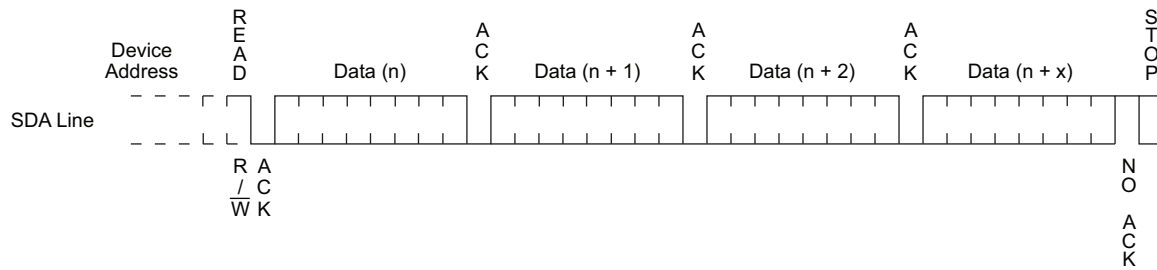 READ
ACK
ACK
ACK
STOP
Device
Address
Data (n)
Data (n + 1)
Data (n + 2)
Data (n + x)
SDA Line
R/W
ACK
NO ACK